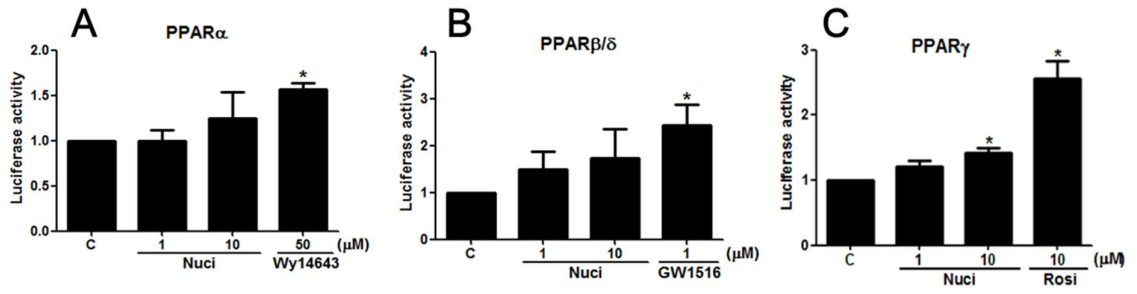 A
PPARα
Luciferase activity
2.0
1.5
1.0
0.5
0.0
*
C 1 10 50 (μM)
Nuci Wy14643
B
PPARβ/δ
Luciferase activity
4
3
2
1
0
*
C 1 10 1 (μM)
Nuci GW1516
C
PPARγ
Luciferase activity
3
2
1
0
* *
C 1 10 10 (μM)
Nuci Rosi